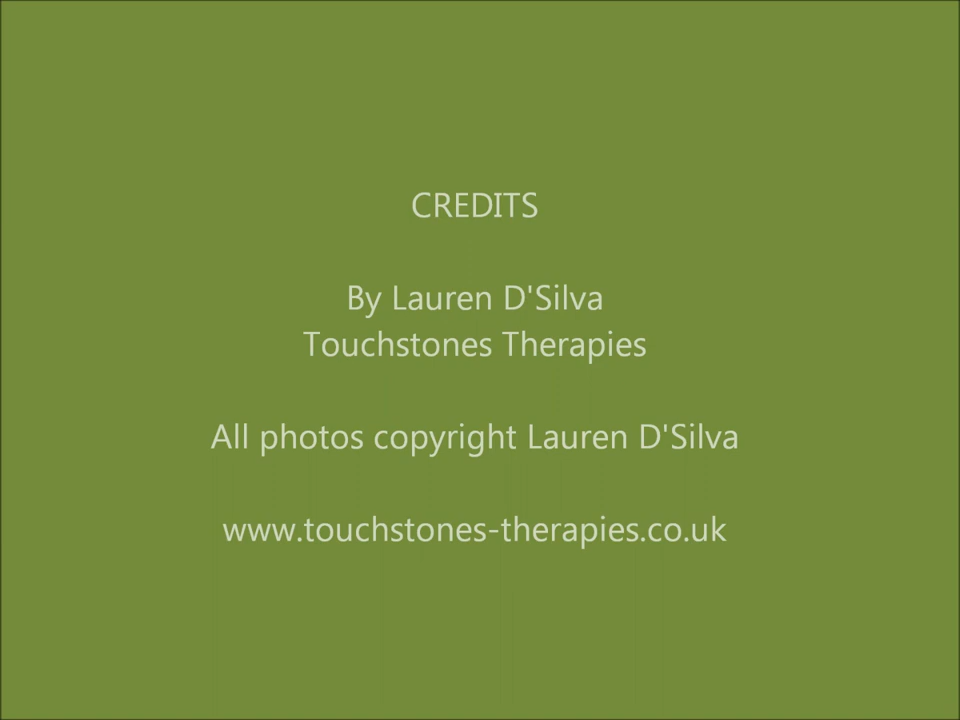 CREDITS
By Lauren D'Silva
Touchstones Therapies
All photos copyright Lauren D'Silva
www.touchstones-therapies.co.uk